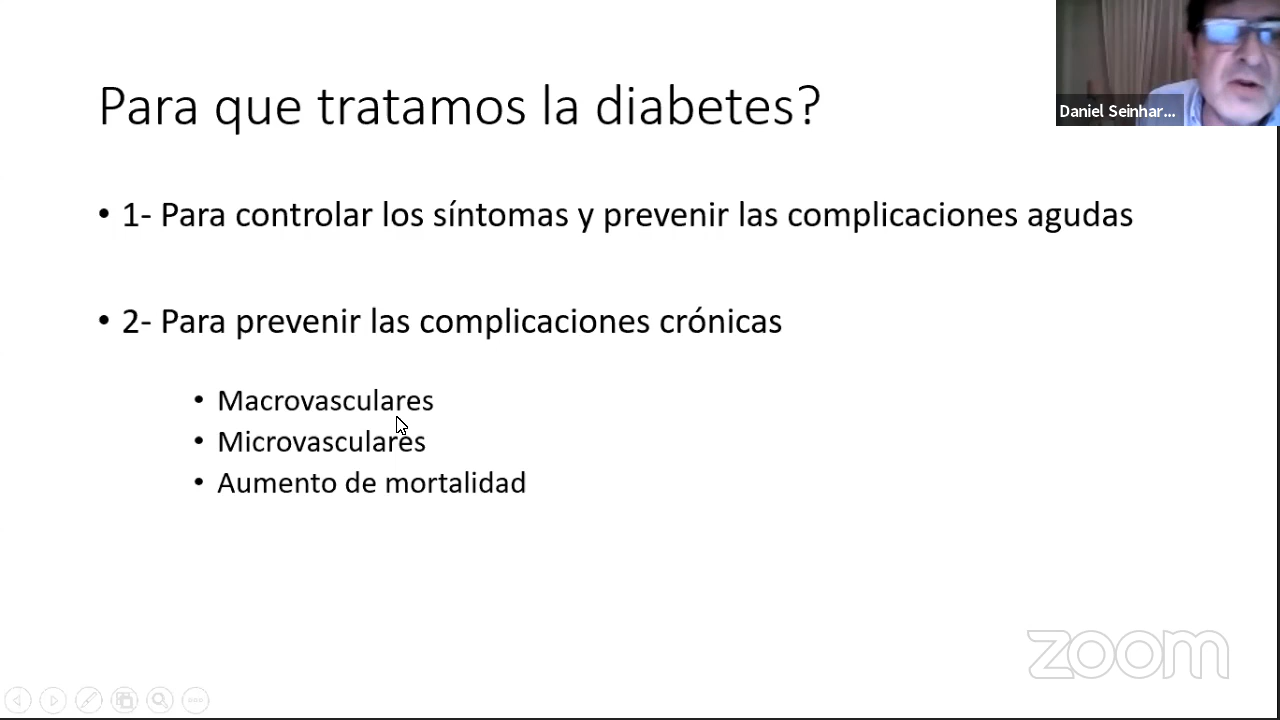 Para que tratamos la diabetes?
Daniel Seinhar...
• 1- Para controlar los síntomas y prevenir las complicaciones agudas
• 2- Para prevenir las complicaciones crónicas
• Macrovasculares
• Microvasculares
• Aumento de mortalidad
zoom